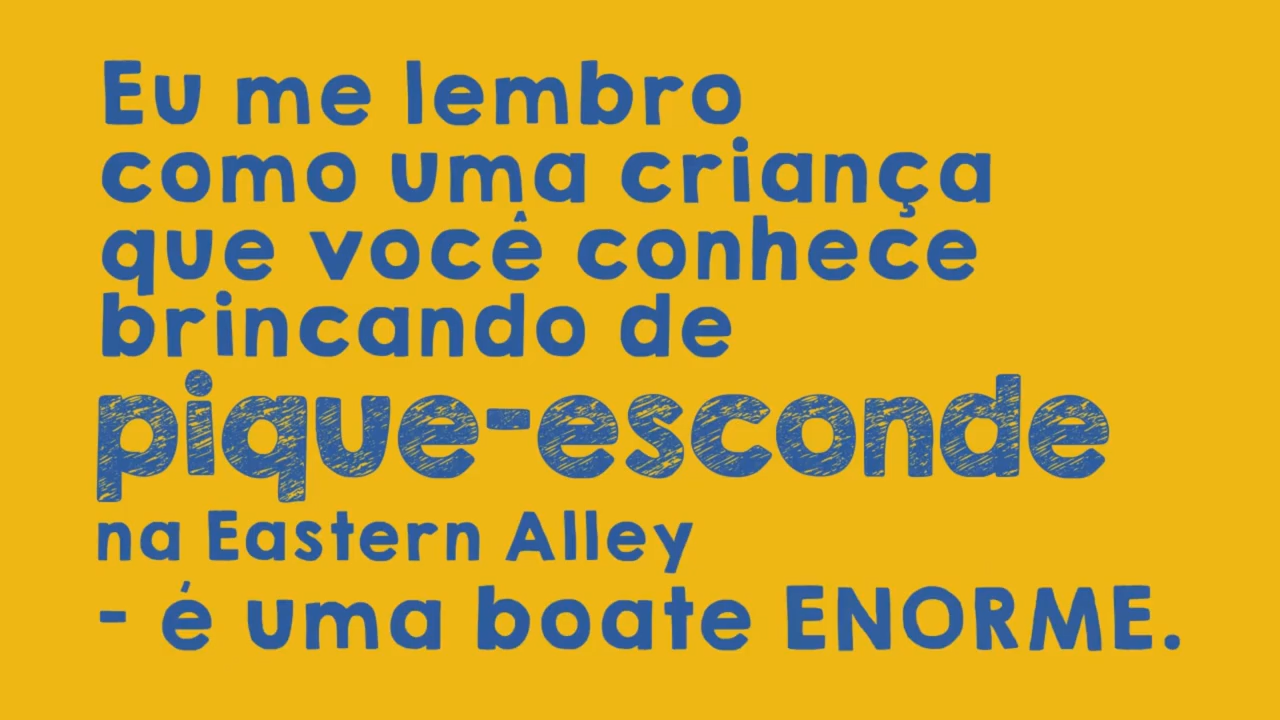 Eu me lembro
como uma criança
que você conhece
brincando de
pique-esconde
na Eastern Alley
- é uma boate ENORME.